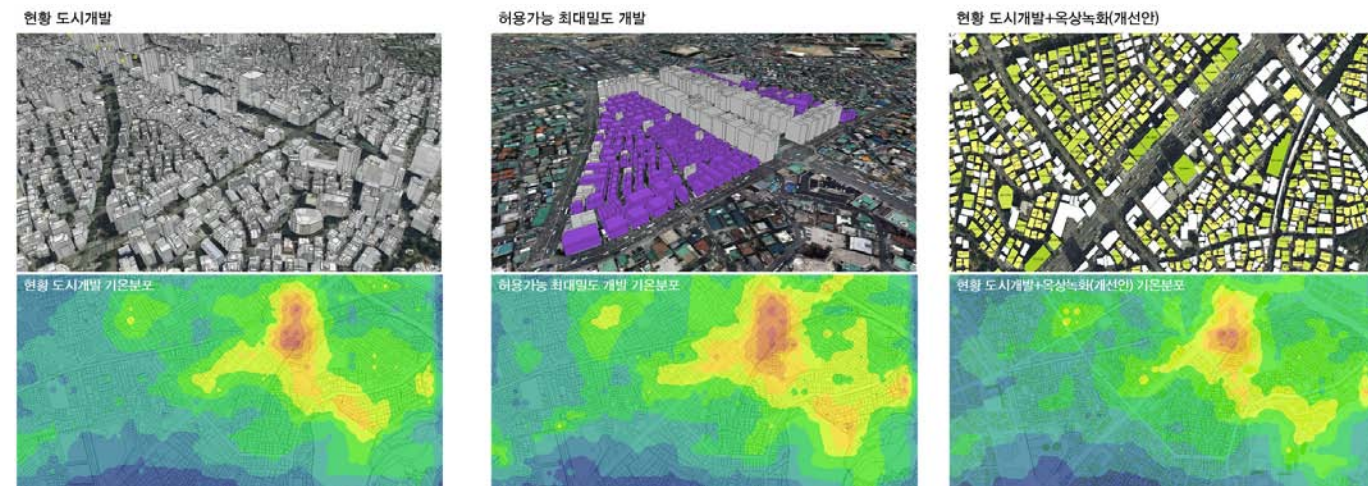 현황 도시개발
허용가능 최대밀도 개발
현황 도시개발+옥상녹화(개선안)
현황 도시개발 기온분포
허용가능 최대밀도 개발 기온분포
현황 도시개발+옥상녹화(개선안) 기온분포